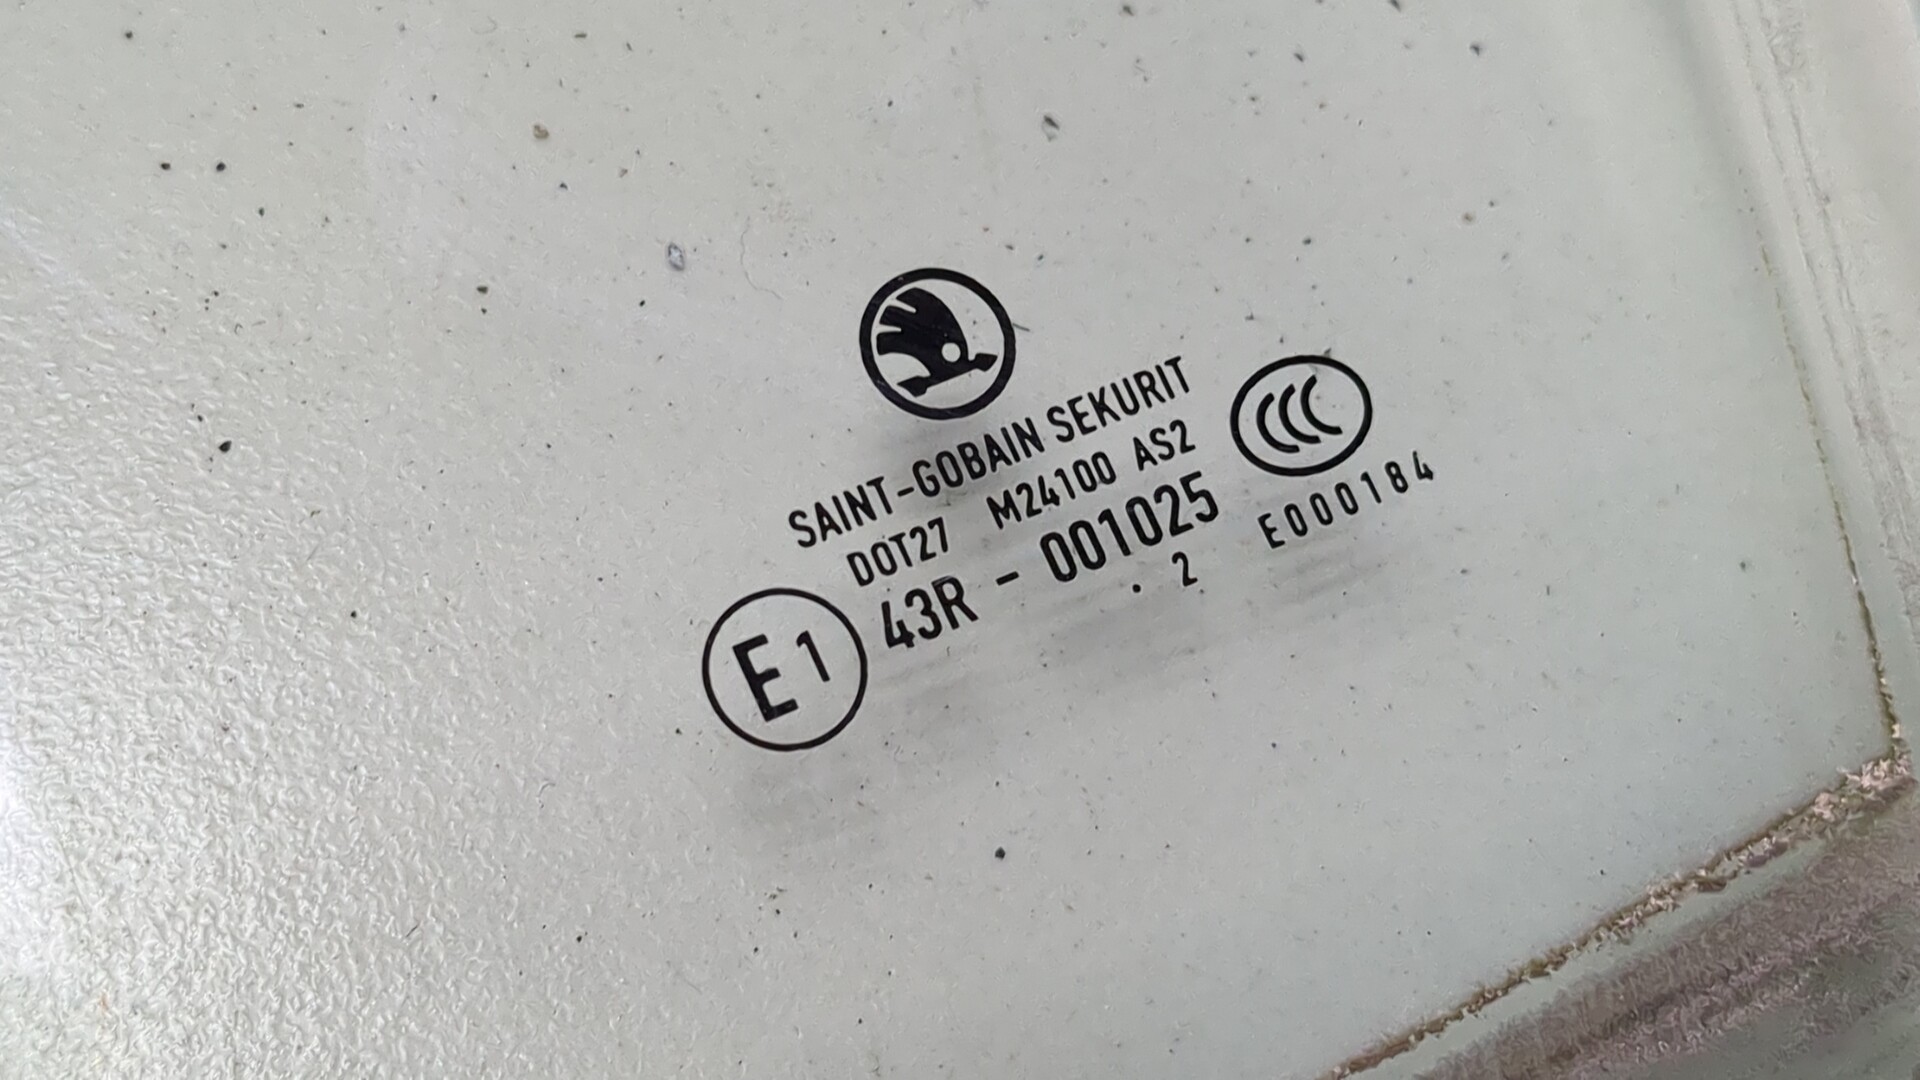 SAINT-GOBAIN SEKURIT
DOT27 M24100 AS2
E1 43R - 001025
. 2
CCC
E000184